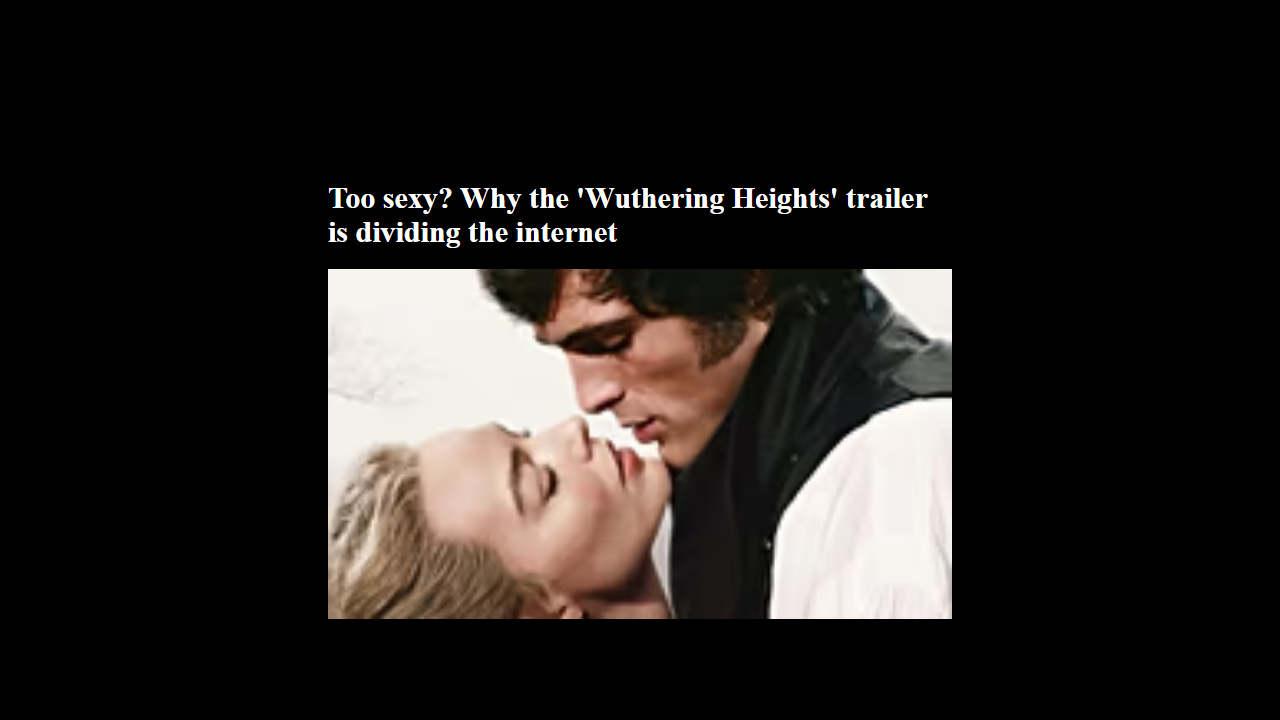 Too sexy? Why the 'Wuthering Heights' trailer
is dividing the internet